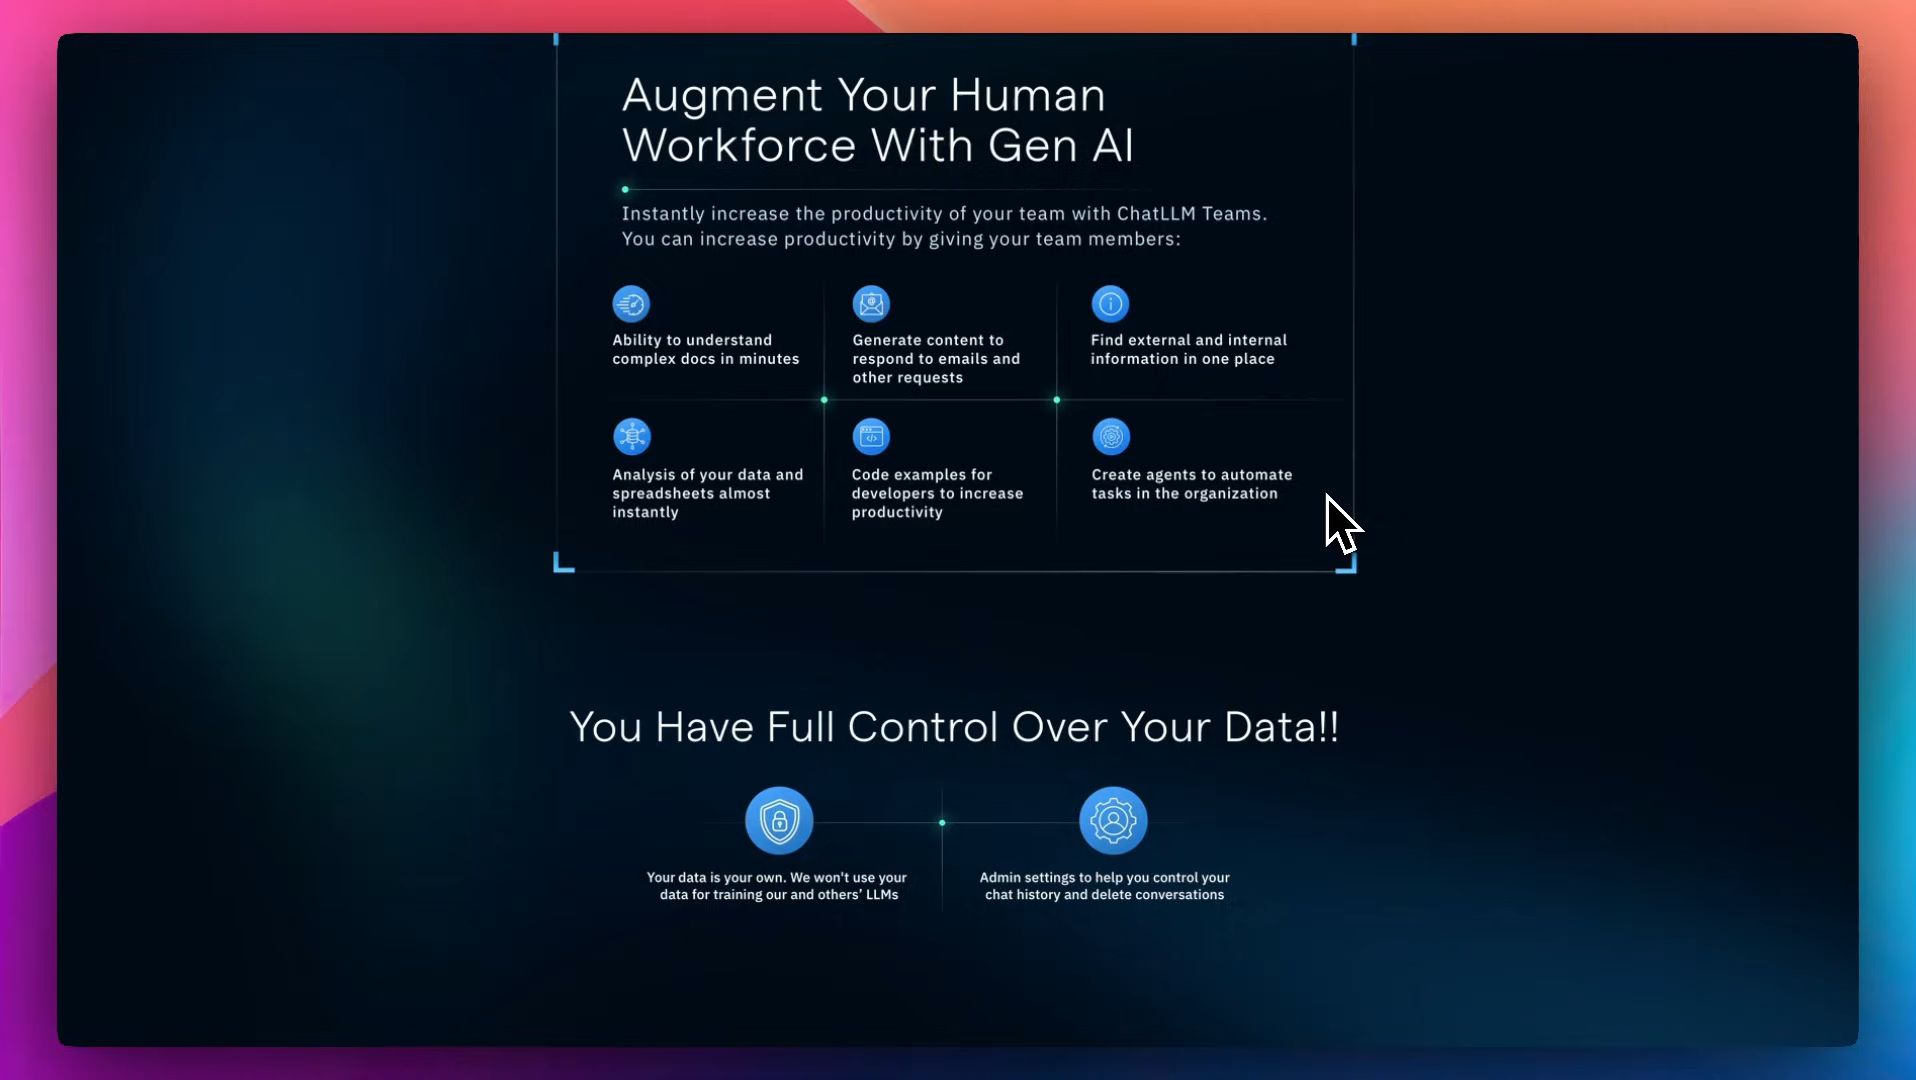 Augment Your Human
Workforce With Gen AI
Instantly increase the productivity of your team with ChatLLM Teams.
You can increase productivity by giving your team members:
Ability to understand
complex docs in minutes
Generate content to
respond to emails and
other requests
Find external and internal
information in one place
Analysis of your data and
spreadsheets almost
instantly
Code examples for
developers to increase
productivity
Create agents to automate
tasks in the organization
You Have Full Control Over Your Data!!
Your data is your own. We won't use your
data for training our and others’ LLMs
Admin settings to help you control your
chat history and delete conversations